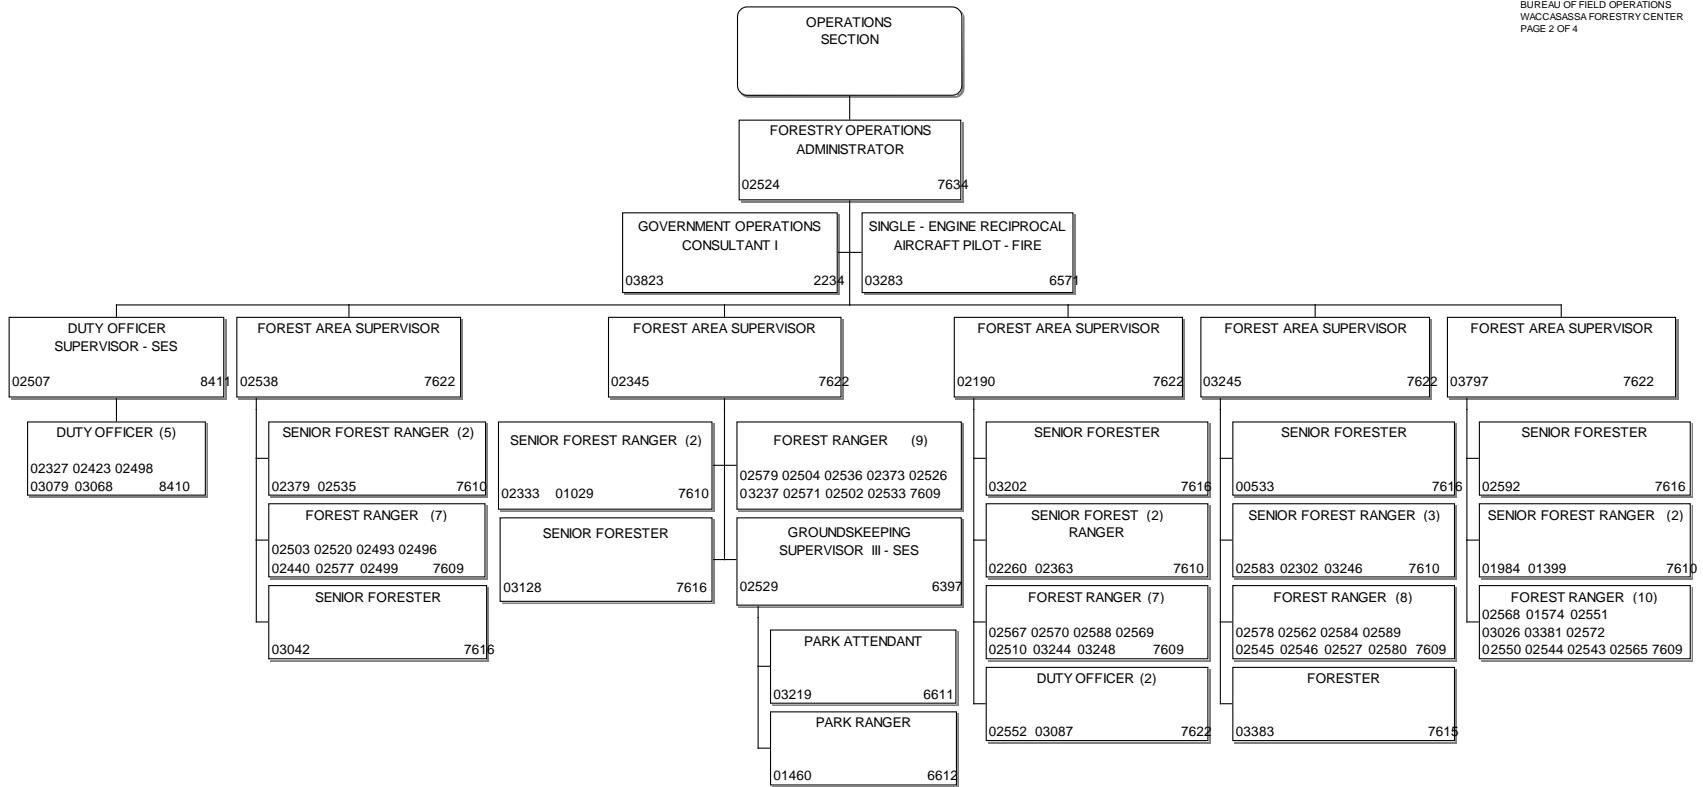 BUREAU OF FIELD OPERATIONS
WACCASASSA FORESTRY CENTER
PAGE 2 OF 4
OPERATIONS
SECTION
FORESTRY OPERATIONS
ADMINISTRATOR
02524 7634
GOVERNMENT OPERATIONS
CONSULTANT I
03823 2234
SINGLE - ENGINE RECIPROCAL
AIRCRAFT PILOT - FIRE
03283 6571
DUTY OFFICER
SUPERVISOR - SES
02507 8411
DUTY OFFICER (5)
02327 02423 02498
03079 03068 8410
FOREST AREA SUPERVISOR
02538 7622
SENIOR FOREST RANGER (2)
02379 02535 7610
FOREST RANGER (7)
02503 02520 02493 02496
02440 02577 02499 7609
SENIOR FORESTER
03042 7616
FOREST AREA SUPERVISOR
02345 7622
SENIOR FOREST RANGER (2)
02333 01029 7610
FOREST RANGER (9)
02579 02504 02536 02373 02526
03237 02571 02502 02533 7609
SENIOR FORESTER
03128 7616
GROUNDSKEEPING
SUPERVISOR III - SES
02529 6397
PARK ATTENDANT
03219 6611
PARK RANGER
01460 6612
FOREST AREA SUPERVISOR
02190 7622
SENIOR FORESTER
03202 7616
SENIOR FOREST (2)
RANGER
02260 02363 7610
FOREST RANGER (7)
02567 02570 02588 02569
02510 03244 03248 7609
DUTY OFFICER (2)
02552 03087 7622
FOREST AREA SUPERVISOR
03245 7622
SENIOR FORESTER
00533 7616
SENIOR FOREST RANGER (3)
02583 02302 03246 7610
FOREST RANGER (8)
02578 02562 02584 02589
02545 02546 02527 02580 7609
FORESTER
03383 7615
FOREST AREA SUPERVISOR
03797 7622
SENIOR FORESTER
02592 7616
SENIOR FOREST RANGER (2)
01984 01399 7610
FOREST RANGER (10)
02568 01574 02551
03026 03381 02572
02550 02544 02543 02565 7609